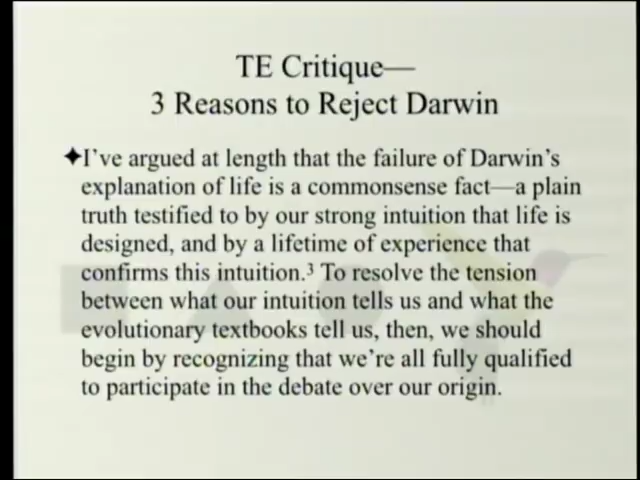 TE Critique—
3 Reasons to Reject Darwin
✦I've argued at length that the failure of Darwin's
explanation of life is a commonsense fact—a plain
truth testified to by our strong intuition that life is
designed, and by a lifetime of experience that
confirms this intuition.³ To resolve the tension
between what our intuition tells us and what the
evolutionary textbooks tell us, then, we should
begin by recognizing that we're all fully qualified
to participate in the debate over our origin.